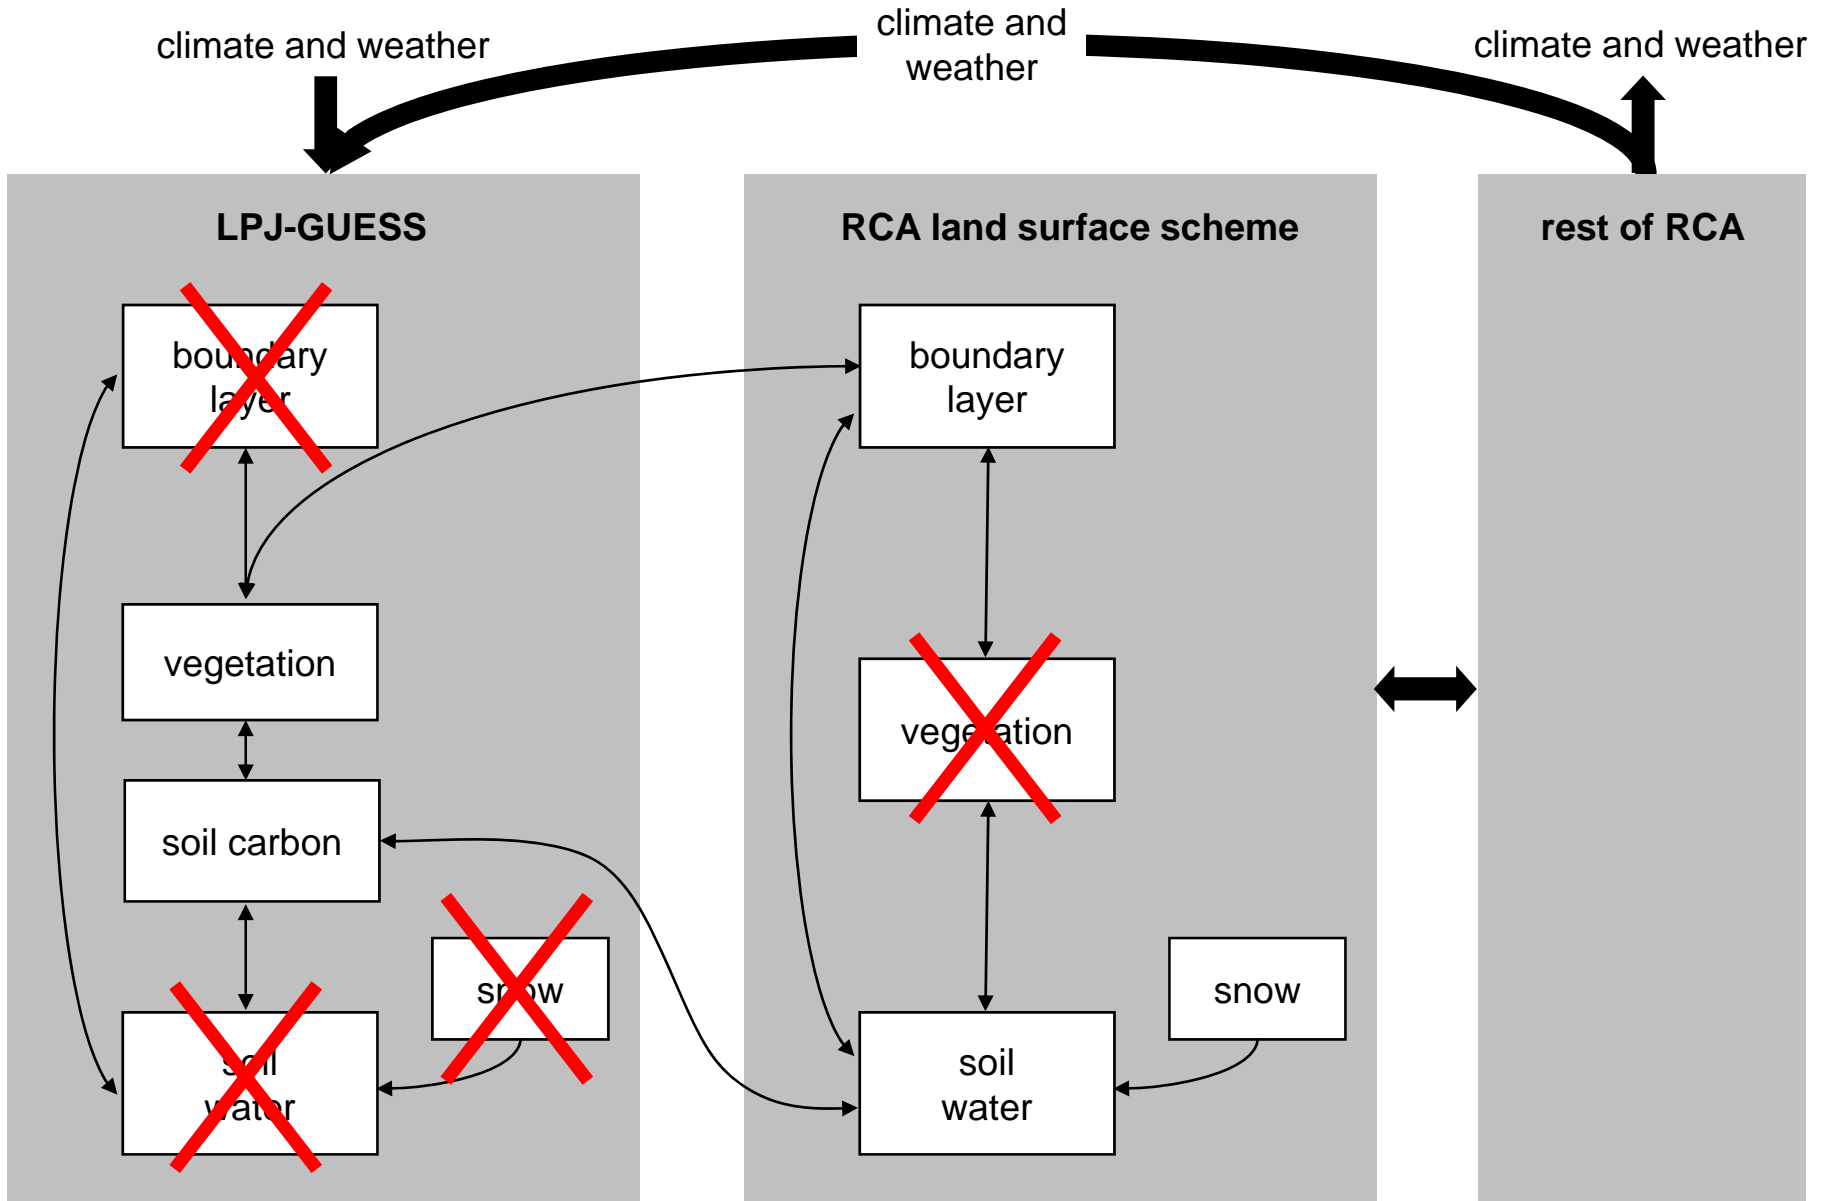 climate and weather
climate and
weather
climate and weather
LPJ-GUESS
boundary
layer
vegetation
soil carbon
snow
soil
water
RCA land surface scheme
boundary
layer
vegetation
snow
soil
water
rest of RCA